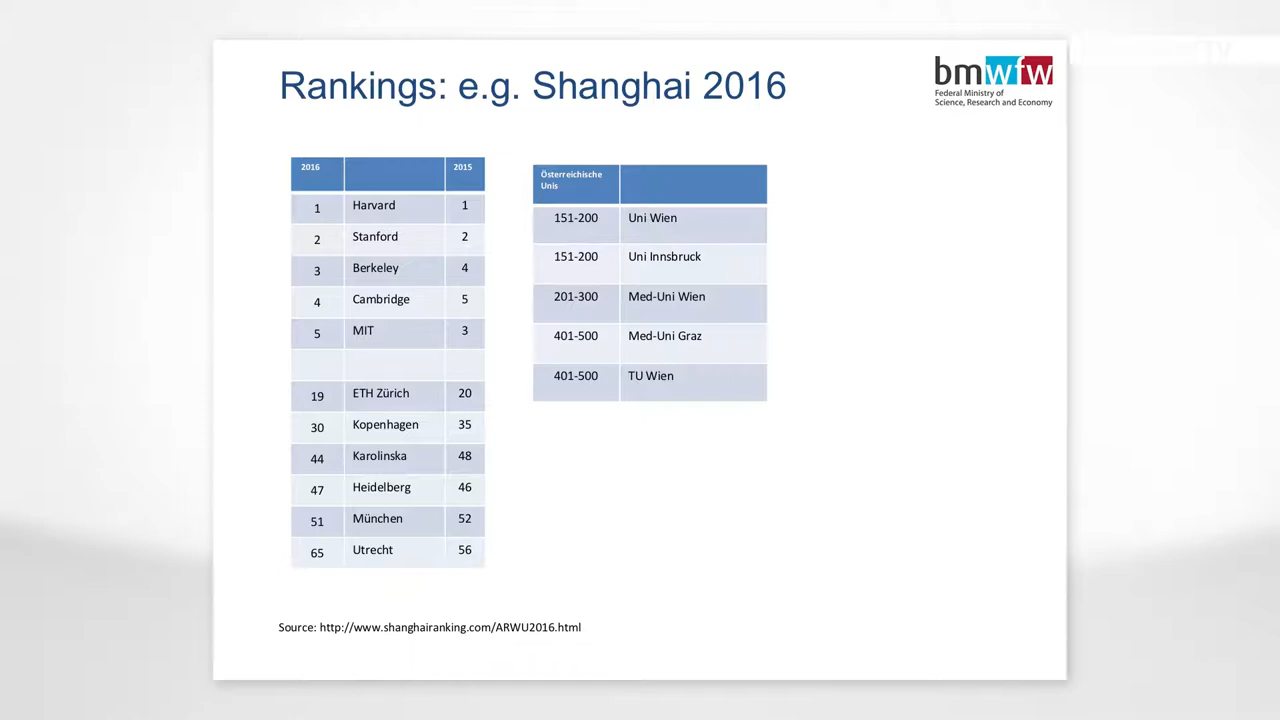 Rankings: e.g. Shanghai 2016
bmwfw
Federal Ministry of
Science, Research and Economy
2016 2015
1 Harvard 1
2 Stanford 2
3 Berkeley 4
4 Cambridge 5
5 MIT 3
19 ETH Zürich 20
30 Kopenhagen 35
44 Karolinska 48
47 Heidelberg 46
51 München 52
65 Utrecht 56
Österreichische
Unis
151-200 Uni Wien
151-200 Uni Innsbruck
201-300 Med-Uni Wien
401-500 Med-Uni Graz
401-500 TU Wien
Source: http://www.shanghairanking.com/ARWU2016.html